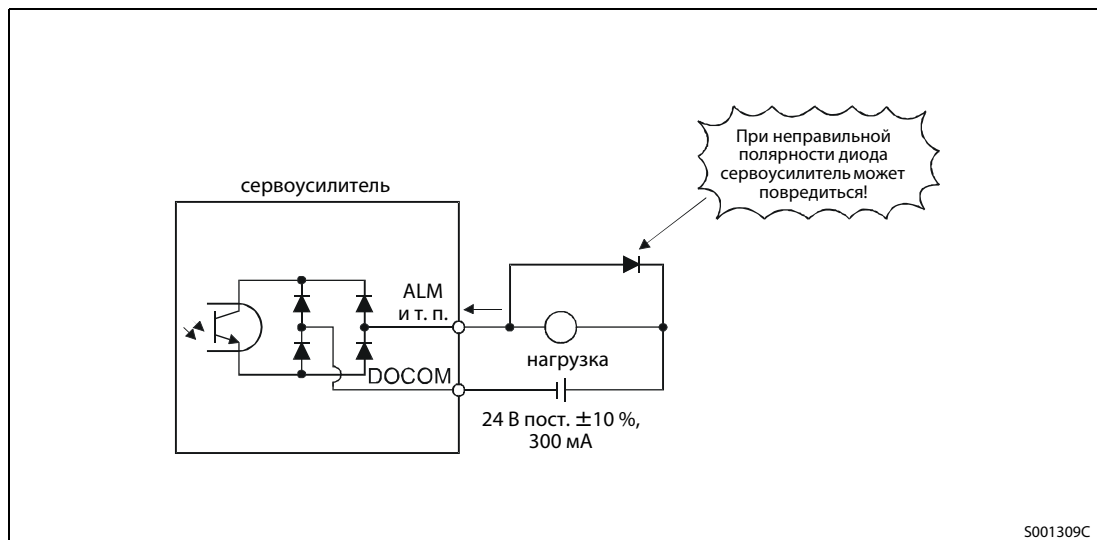 При неправильной
полярности диода
сервоусилитель может
повредиться!
сервоусилитель
ALM
и т. п.
нагрузка
DOCOM
24 В пост. ±10 %,
300 мА
S001309C